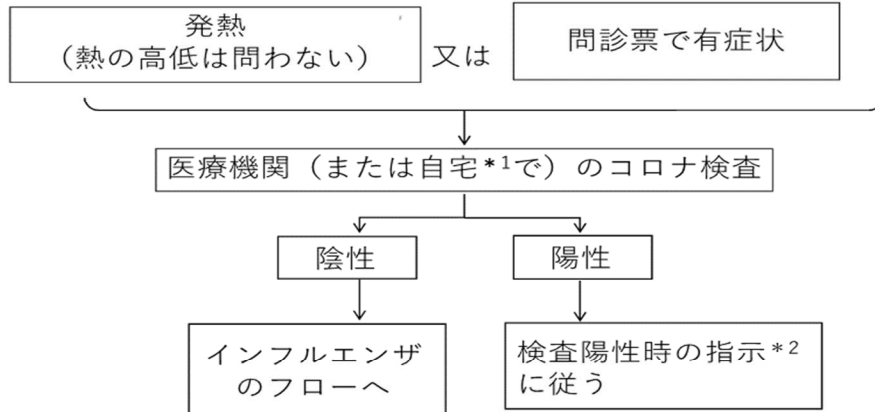 発熱
(熱の高低は問わない)
又は
問診票で有症状
医療機関(または自宅*1で)のコロナ検査
陰性
陽性
インフルエンザ
のフローへ
検査陽性時の指示*2
に従う